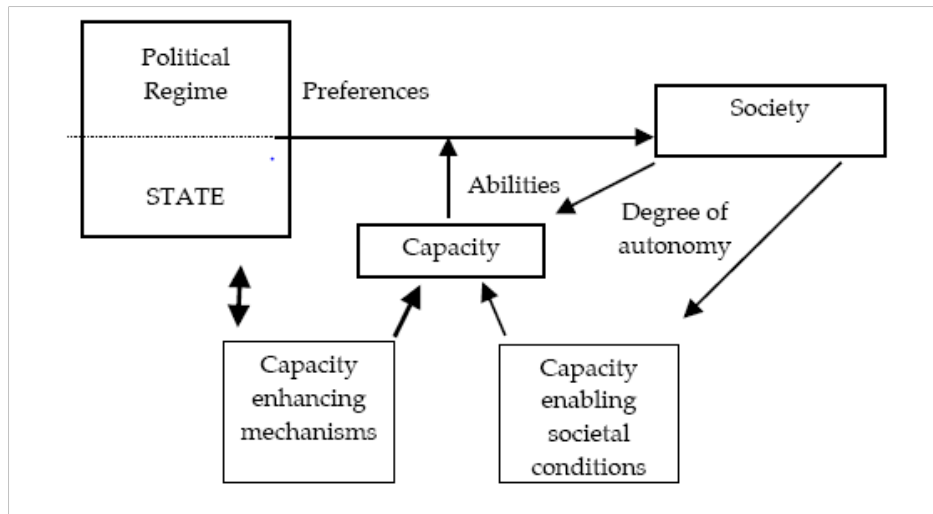 Political
Regime
Preferences
Society
STATE
Abilities
Degree of
autonomy
Capacity
Capacity
enhancing
mechanisms
Capacity
enabling
societal
conditions